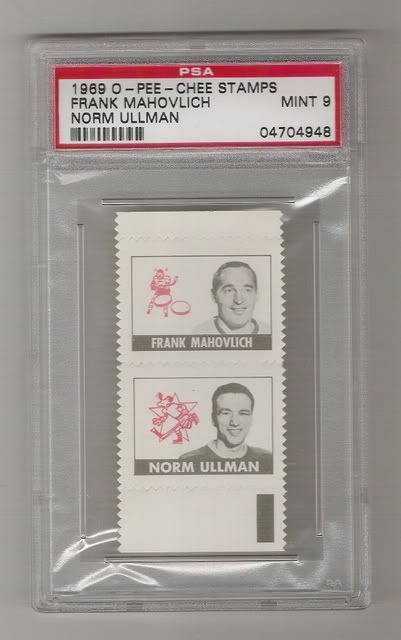 PSA
1969 O-PEE-CHEE STAMPS
FRANK MAHOVLICH MINT 9
NORM ULLMAN
04704948
FRANK MAHOVLICH
NORM ULLMAN